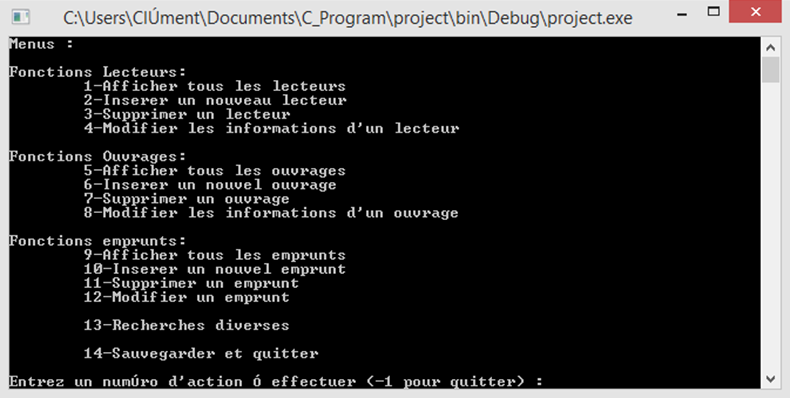 C:\Users\ClÚment\Documents\C_Program\project\bin\Debug\project.exe
Menus :
Fonctions Lecteurs:
1-Afficher tous les lecteurs
2-Inserer un nouveau lecteur
3-Supprimer un lecteur
4-Modifier les informations d'un lecteur
Fonctions Ouvrages:
5-Afficher tous les ouvrages
6-Inserer un nouvel ouvrage
7-Supprimer un ouvrage
8-Modifier les informations d'un ouvrage
Fonctions emprunts:
9-Afficher tous les emprunts
10-Inserer un nouvel emprunt
11-Supprimer un emprunt
12-Modifier un emprunt
13-Recherches diverses
14-Sauvegarder et quitter
Entrez un numÚro d'action Ó effectuer (-1 pour quitter) :